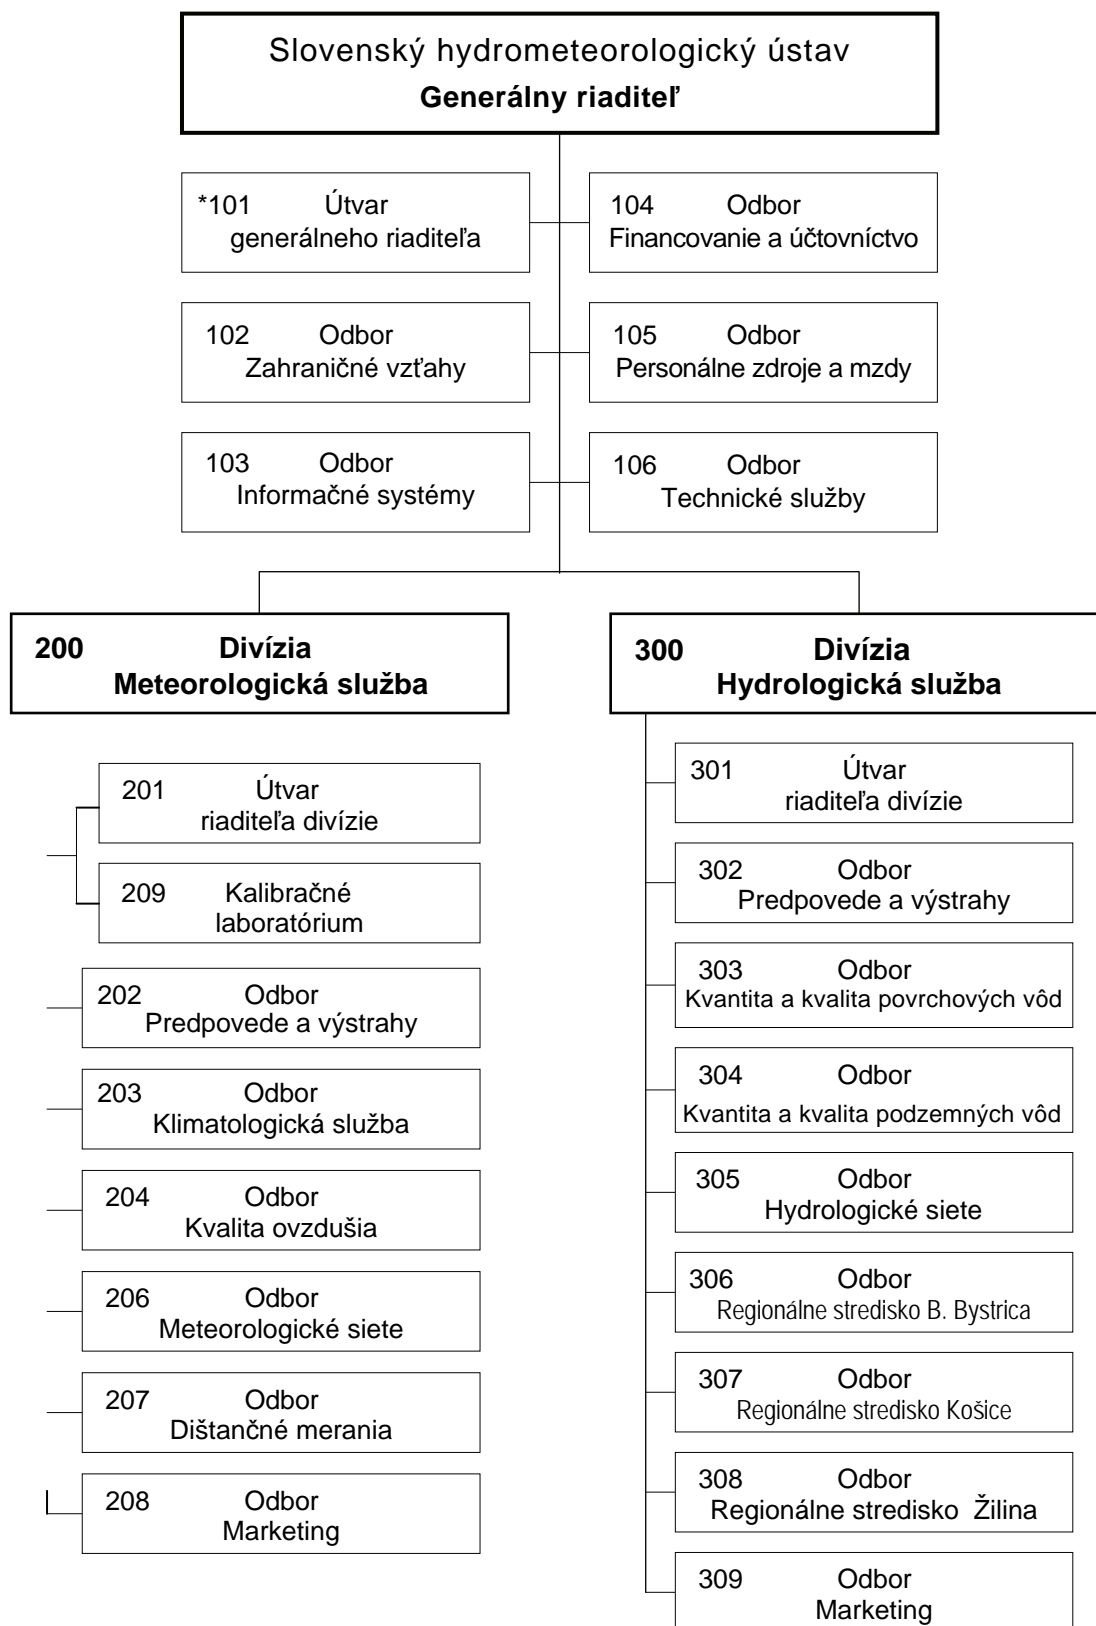 Slovenský hydrometeorologický ústav
Generálny riaditeľ
*101 Útvar
generálneho riaditeľa
104 Odbor
Financovanie a účtovníctvo
102 Odbor
Zahraničné vzťahy
105 Odbor
Personálne zdroje a mzdy
103 Odbor
Informačné systémy
106 Odbor
Technické služby
200 Divízia
Meteorologická služba
201 Útvar
riaditeľa divízie
209 Kalibračné
laboratórium
202 Odbor
Predpovede a výstrahy
203 Odbor
Klimatologická služba
204 Odbor
Kvalita ovzdušia
206 Odbor
Meteorologické siete
207 Odbor
Dištančné merania
208 Odbor
Marketing
300 Divízia
Hydrologická služba
301 Útvar
riaditeľa divízie
302 Odbor
Predpovede a výstrahy
303 Odbor
Kvantita a kvalita povrchových vôd
304 Odbor
Kvantita a kvalita podzemných vôd
305 Odbor
Hydrologické siete
306 Odbor
Regionálne stredisko B. Bystrica
307 Odbor
Regionálne stredisko Košice
308 Odbor
Regionálne stredisko Žilina
309 Odbor
Marketing